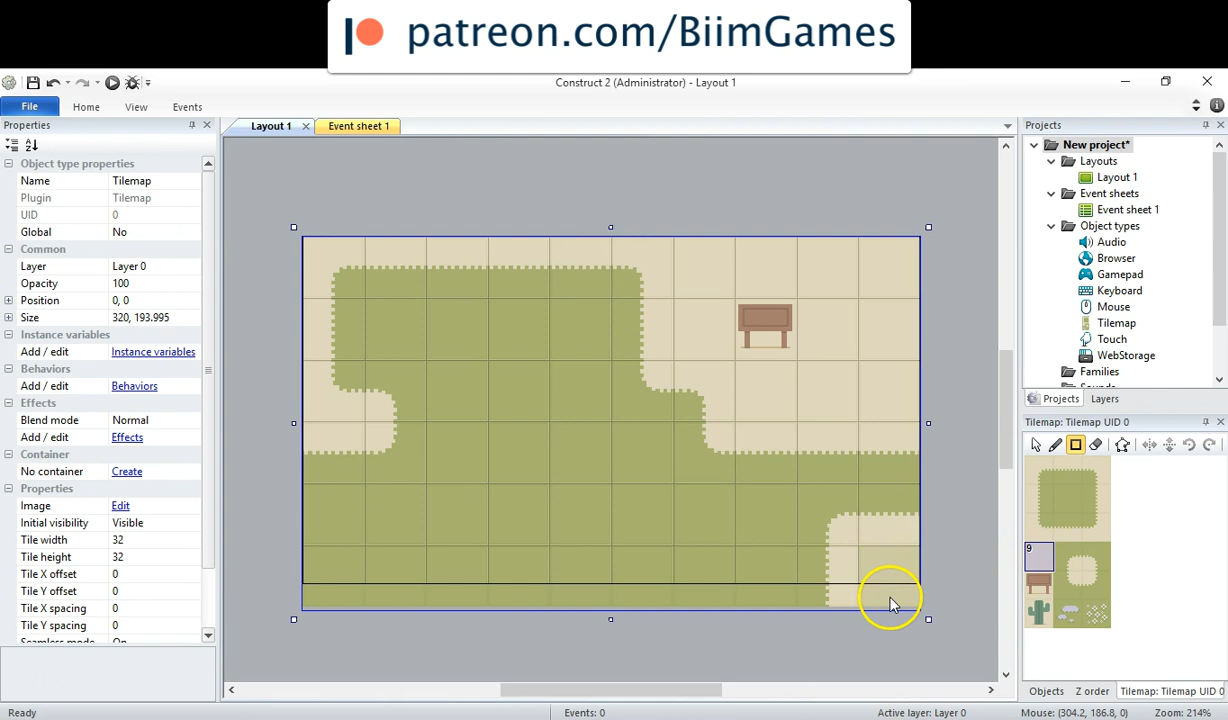 patreon.com/BiimGames
Construct 2 (Administrator) - Layout 1
File
Home
View
Events
Properties
Layout 1
Event sheet 1
Projects
Object type properties
Name Tilemap
Plugin Tilemap
UID 0
Global No
Common
Layer Layer 0
Opacity 100
Position 0, 0
Size 320, 193.995
Instance variables
Add / edit Instance variables
Behaviors
Add / edit Behaviors
Effects
Blend mode Normal
Add / edit Effects
Container
No container Create
Properties
Image Edit
Initial visibility Visible
Tile width 32
Tile height 32
Tile X offset 0
Tile Y offset 0
Tile X spacing 0
Tile Y spacing 0
Seamless mode On
New project*
Layouts
Layout 1
Event sheets
Event sheet 1
Object types
Audio
Browser
Gamepad
Keyboard
Mouse
Tilemap
Touch
WebStorage
Families
Projects
Layers
Tilemap: Tilemap UID 0
9
Objects
Z order
Tilemap: Tilemap UID 0
Ready
Events: 0
Active layer: Layer 0
Mouse: (304.2, 186.8, 0)
Zoom: 214%